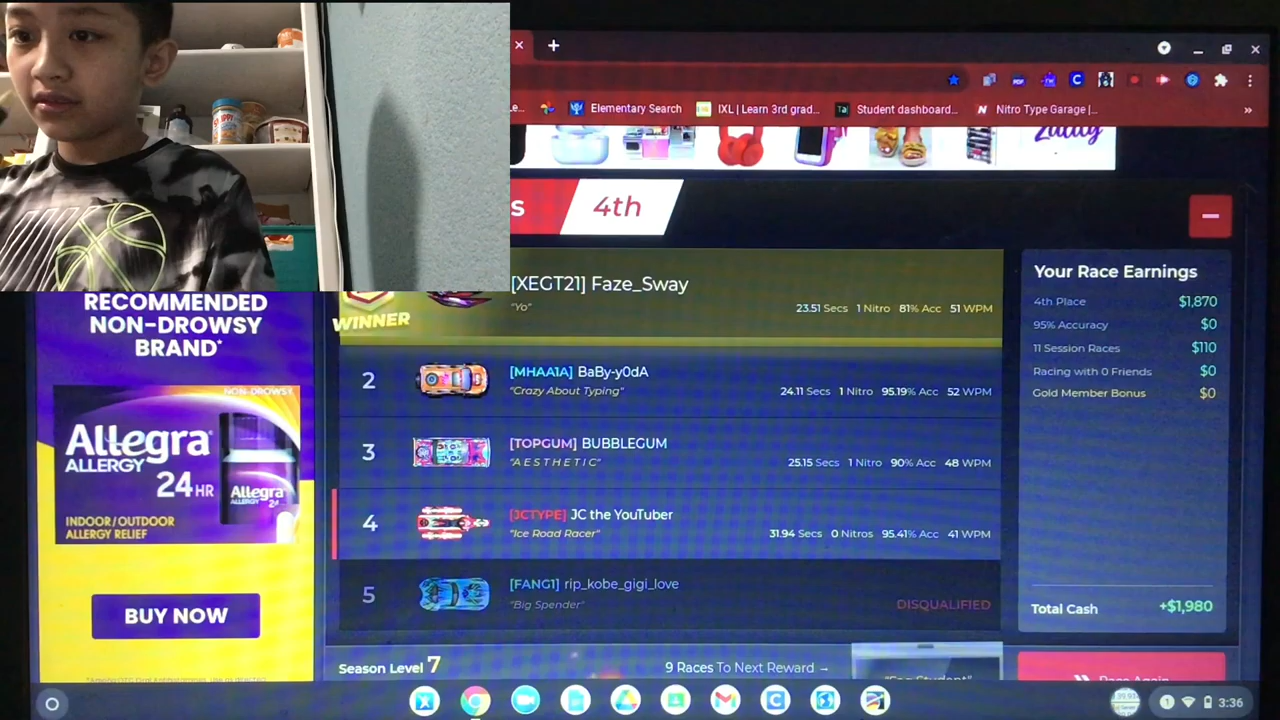 Elementary Search
IXL | Learn 3rd grad...
Student dashboard...
Nitro Type Garage |...
»
Zulily
s 4th
[XEGT21] Faze_Sway
"Yo"
23.51 Secs 1 Nitro 81% Acc 51 WPM
WINNER
2
[MHAA1A] BaBy-y0dA
"Crazy About Typing"
24.11 Secs 1 Nitro 95.19% Acc 52 WPM
3
[TOPGUM] BUBBLEGUM
"A E S T H E T I C"
25.15 Secs 1 Nitro 90% Acc 48 WPM
4
[JCTYPE] JC the YouTuber
"Ice Road Racer"
31.94 Secs 0 Nitros 95.41% Acc 41 WPM
5
[FANG1] rip_kobe_gigi_love
"Big Spender"
DISQUALIFIED
Season Level 7
9 Races To Next Reward →
Your Race Earnings
4th Place $1,870
95% Accuracy $0
11 Session Races $110
Racing with 0 Friends $0
Gold Member Bonus $0
Total Cash +$1,980
Race Again
RECOMMENDED
NON-DROWSY
BRAND*
NON-DROWSY
Allegra
ALLERGY
24 HR
Allegra
INDOOR/OUTDOOR
ALLERGY RELIEF
BUY NOW
3:36